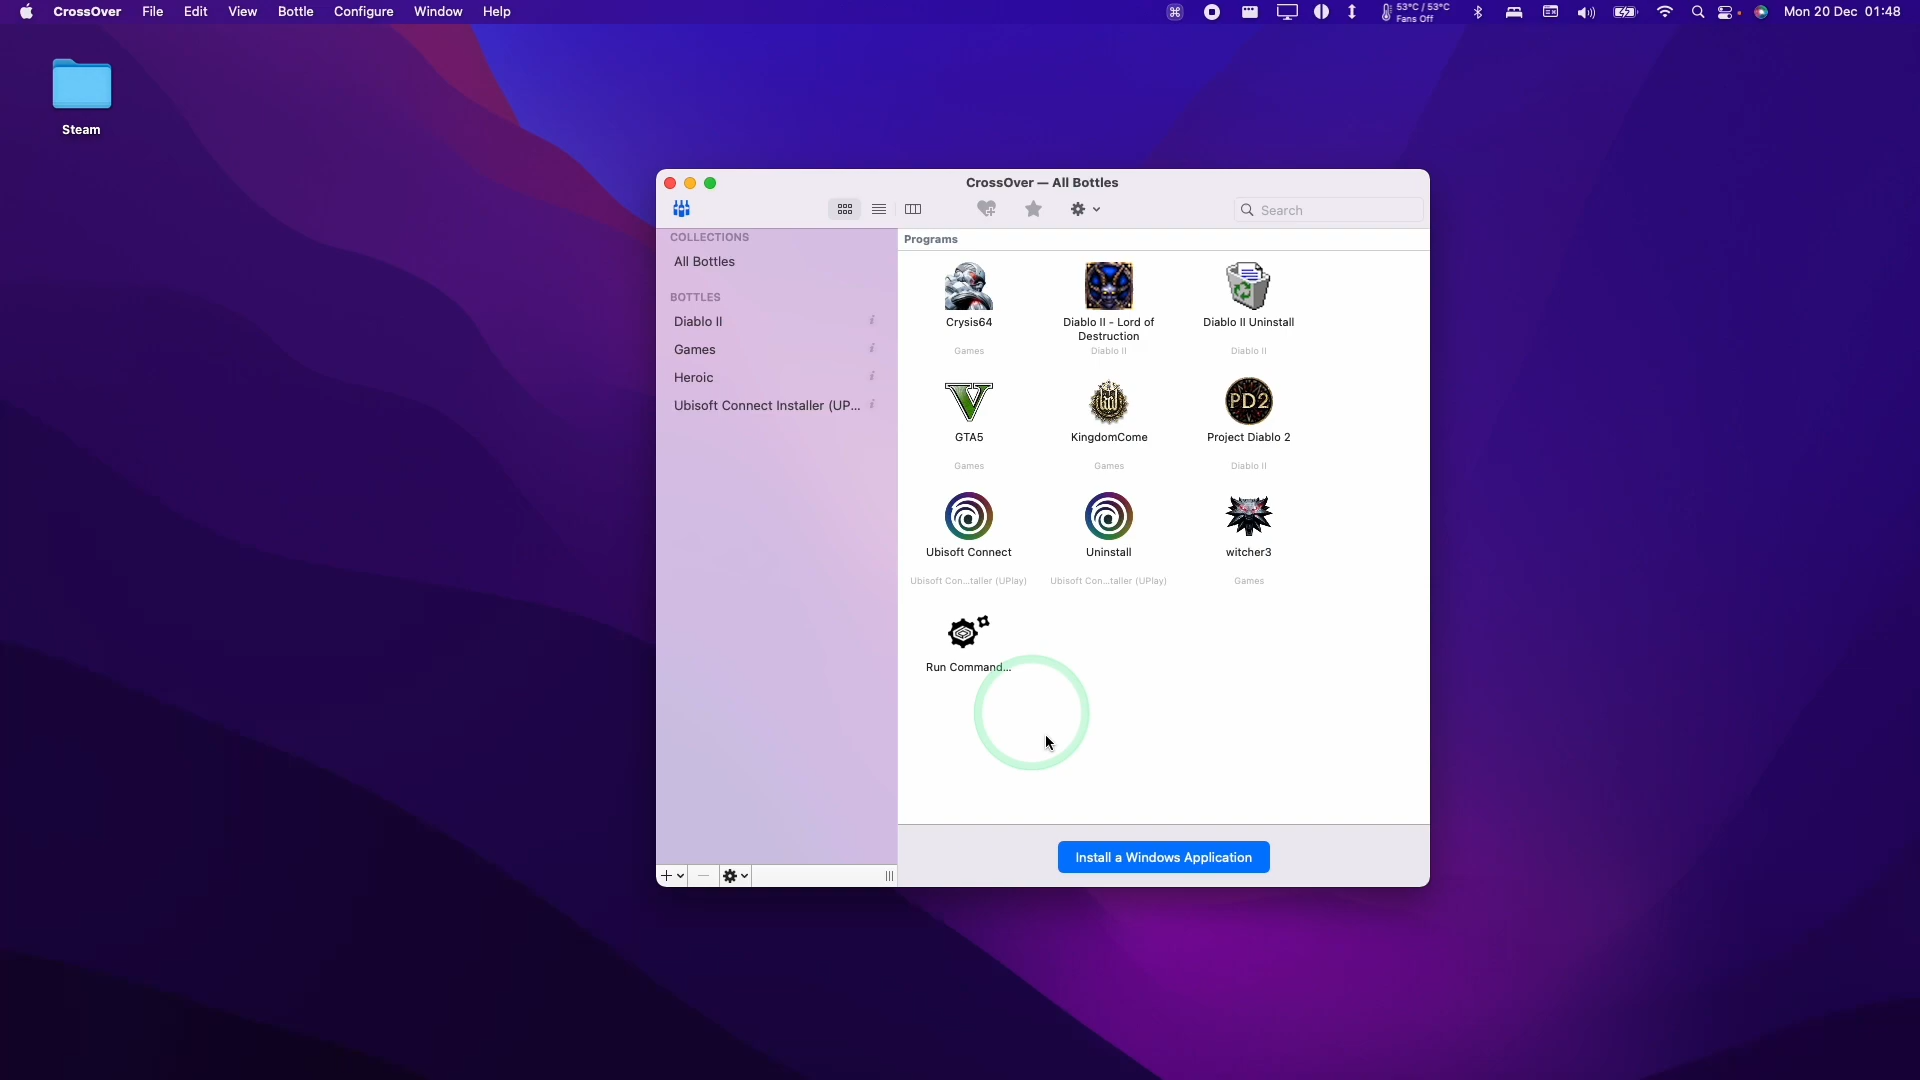 CrossOver File Edit View Bottle Configure Window Help 53°C / 53°C Mon 20 Dec 01:48
Fans Off
Steam
CrossOver — All Bottles
Search
COLLECTIONS
All Bottles
BOTTLES
Diablo II
Games
Heroic
Ubisoft Connect Installer (UP...
Programs
Crysis64
Games
Diablo II - Lord of
Destruction
Diablo II
Diablo II Uninstall
Diablo II
GTA5
Games
KingdomCome
Games
PD2
Project Diablo 2
Diablo II
Ubisoft Connect
Ubisoft Con...taller (UPlay)
Uninstall
Ubisoft Con...taller (UPlay)
witcher3
Games
Run Command...
Install a Windows Application